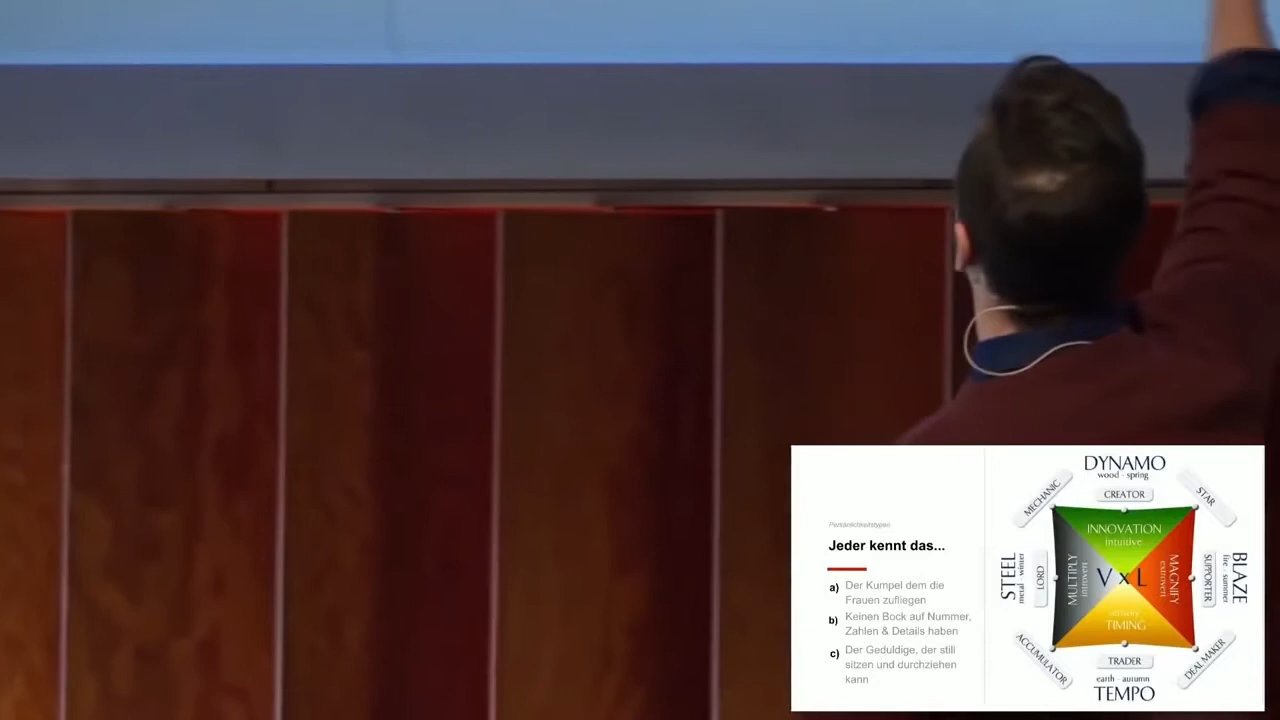 Persönlichkeitstypen
Jeder kennt das...
a) Der Kumpel dem die
Frauen zufliegen
b) Keinen Bock auf Nummer,
Zahlen & Details haben
c) Der Geduldige, der still
sitzen und durchziehen
kann
DYNAMO
wood - spring
MECHANIC
CREATOR
STAR
INNOVATION
intuitive
STEEL
metal winter
LORD
MULTIPLY
introvert
V x L
MAGNIFY
extrovert
SUPPORTER
BLAZE
fire - summer
sensory
TIMING
ACCUMULATOR
TRADER
DEAL MAKER
earth - autumn
TEMPO